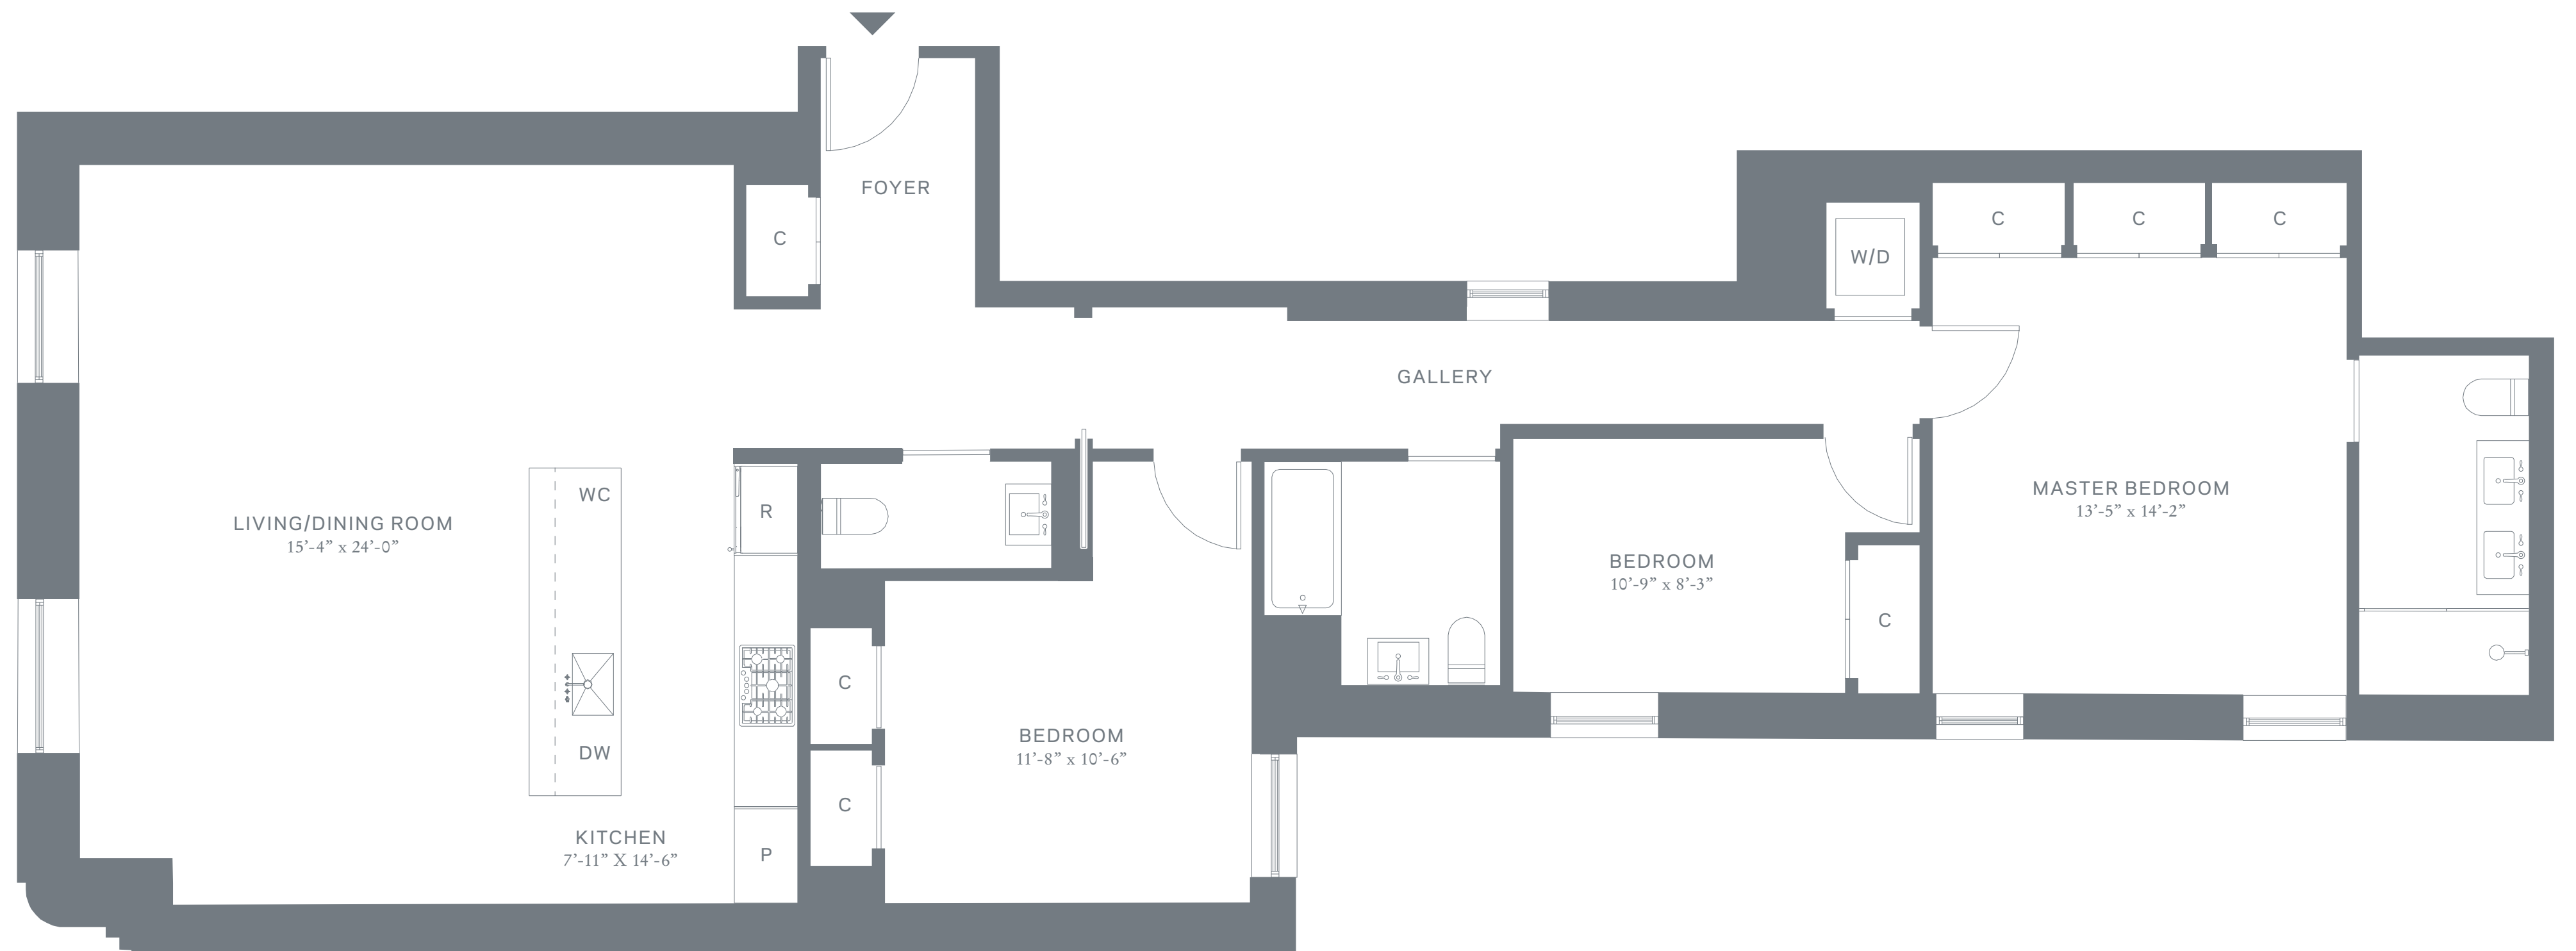 FOYER
C
W/D
C
C
C
GALLERY
LIVING/DINING ROOM
15’-4” x 24’-0”
WC
R
MASTER BEDROOM
13’-5” x 14’-2”
BEDROOM
10’-9” x 8’-3”
C
C
DW
BEDROOM
11’-8” x 10’-6”
C
KITCHEN
7’-11” X 14’-6”
P